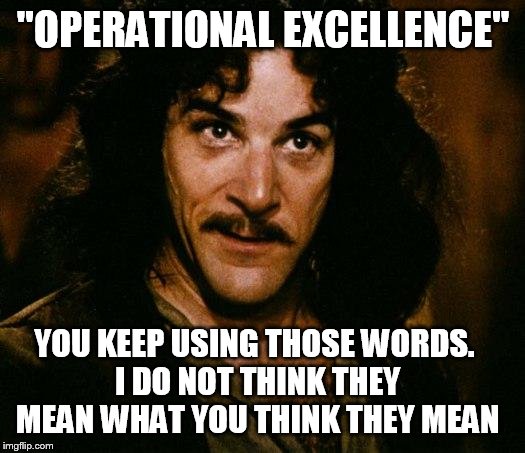 "OPERATIONAL EXCELLENCE"
YOU KEEP USING THOSE WORDS.
I DO NOT THINK THEY
MEAN WHAT YOU THINK THEY MEAN
imgflip.com